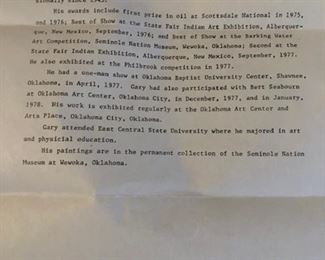 sionally since 1945.
His awards include first prize in oil at Scottsdale National in 1975,
and 1976; Best of Show at the State Fair Indian Art Exhibition, Alberquer-
que, New Mexico, September, 1976; and Best of Show at the Barking Water
Art Competition, Seminole Nation Museum, Wewoka, Oklahoma; Second at the
State Fair Indian Exhibition, Alberquerque, New Mexico, September, 1977.
He also exhibited at the Philbrook competition in 1977.
He had a one-man show at Oklahoma Baptist University Center, Shawnee,
Oklahoma, in April, 1977. Gary had also participated with Bert Seabourn
at Oklahoma Art Center, Oklahoma City, in December, 1977, and in January,
1978. His work is exhibited regularly at the Oklahoma Art Center and
Arts Place, Oklahoma City, Oklahoma.
Gary attended East Central State University where he majored in art
and physicial education.
His paintings are in the permanent collection of the Seminole Nation
Museum at Wewoka, Oklahoma.